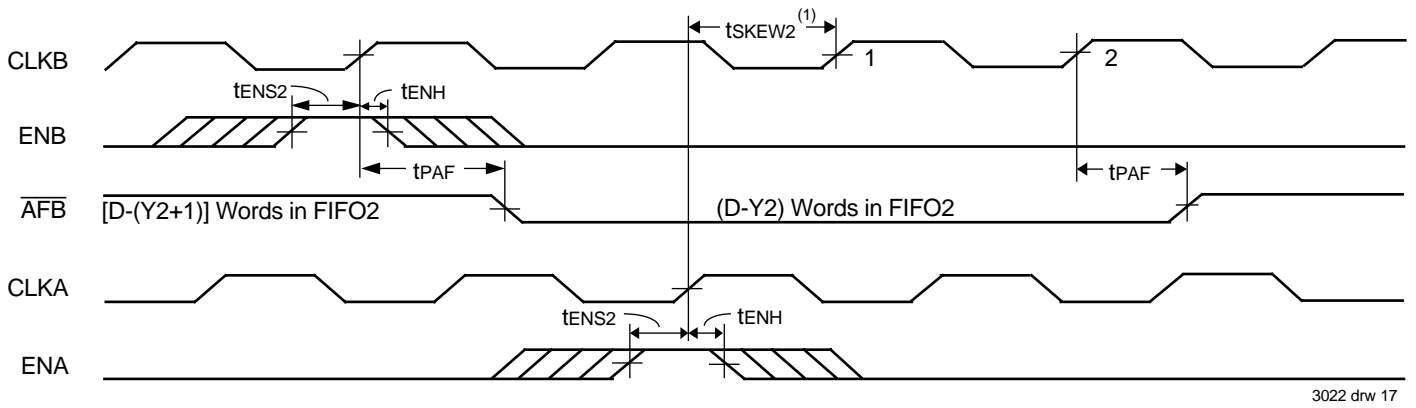 tSKEW2 (1)
CLKB
1
2
tENS2
tENH
ENB
tPAF
tPAF
AFB
[D-(Y2+1)] Words in FIFO2
(D-Y2) Words in FIFO2
CLKA
tENS2
tENH
ENA
3022 drw 17